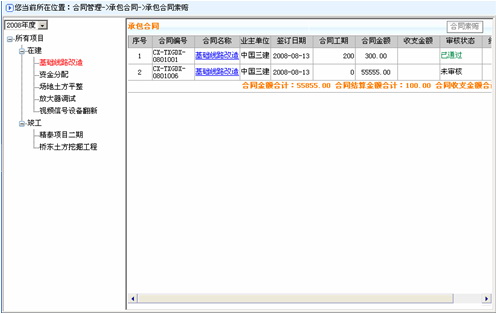 您当前所在位置：合同管理->承包合同->承包合同索赔
2008年度
所有项目
在建
基础线路改造
资金分配
场地土方平整
放大器调试
视频信号设备翻新
竣工
精泰项目二期
桥东土方挖掘工程
承包合同
合同索赔
序号 合同编号 合同名称 业主单位 签订日期 合同工期 合同金额 收支金额 审核状态
1 CX-TXGDX-0801001 基础线路改造 中国三建 2008-08-13 200 300.00 已通过
2 CX-TXGDX-0801006 基础线路改造 中国三建 2008-08-13 0 55555.00 未审核
合同金额合计：55855.00 合同结算金额合计：100.00 合同收支金额合